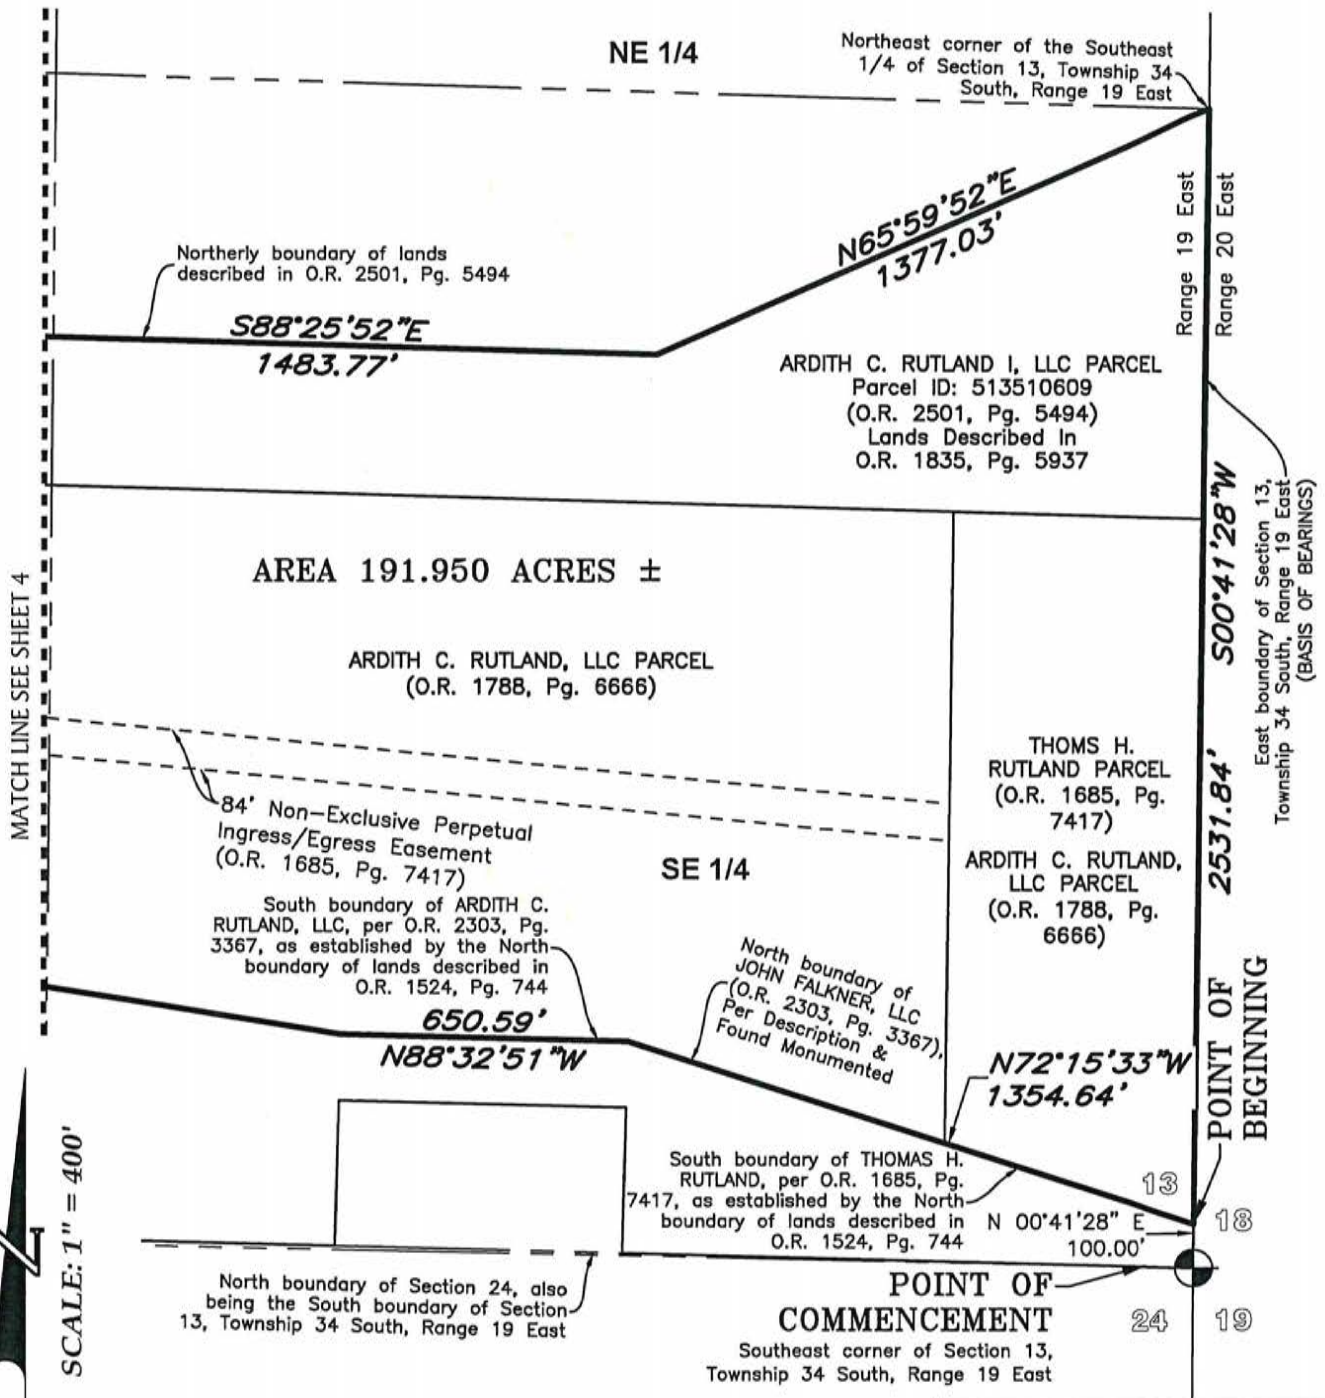 NE 1/4
Northeast corner of the Southeast
1/4 of Section 13, Township 34
South, Range 19 East
N65°59'52"E
1377.03'
Range 19 East
Range 20 East
Northerly boundary of lands
described in O.R. 2501, Pg. 5494
S88°25'52"E
1483.77'
ARDITH C. RUTLAND I, LLC PARCEL
Parcel ID: 513510609
(O.R. 2501, Pg. 5494)
Lands Described In
O.R. 1835, Pg. 5937
S00°41'28"W
2531.84'
East boundary of Section 13,
Township 34 South, Range 19 East
(BASIS OF BEARINGS)
AREA 191.950 ACRES ±
MATCH LINE SEE SHEET 4
ARDITH C. RUTLAND, LLC PARCEL
(O.R. 1788, Pg. 6666)
THOMS H.
RUTLAND PARCEL
(O.R. 1685, Pg.
7417)
ARDITH C. RUTLAND,
LLC PARCEL
(O.R. 1788, Pg.
6666)
84' Non-Exclusive Perpetual
Ingress/Egress Easement
(O.R. 1685, Pg. 7417)
SE 1/4
South boundary of ARDITH C.
RUTLAND, LLC, per O.R. 2303, Pg.
3367, as established by the North
boundary of lands described in
O.R. 1524, Pg. 744
650.59'
N88°32'51"W
North boundary of
JOHN FALKNER, LLC
(O.R. 2303, Pg. 3367),
Per Description &
Found Monumented
N72°15'33"W
1354.64'
POINT OF
BEGINNING
South boundary of THOMAS H.
RUTLAND, per O.R. 1685, Pg.
7417, as established by the North
boundary of lands described in
O.R. 1524, Pg. 744
13
18
N 00°41'28" E
100.00'
N
SCALE: 1" = 400'
North boundary of Section 24, also
being the South boundary of Section
13, Township 34 South, Range 19 East
POINT OF
COMMENCEMENT
Southeast corner of Section 13,
Township 34 South, Range 19 East
24
19